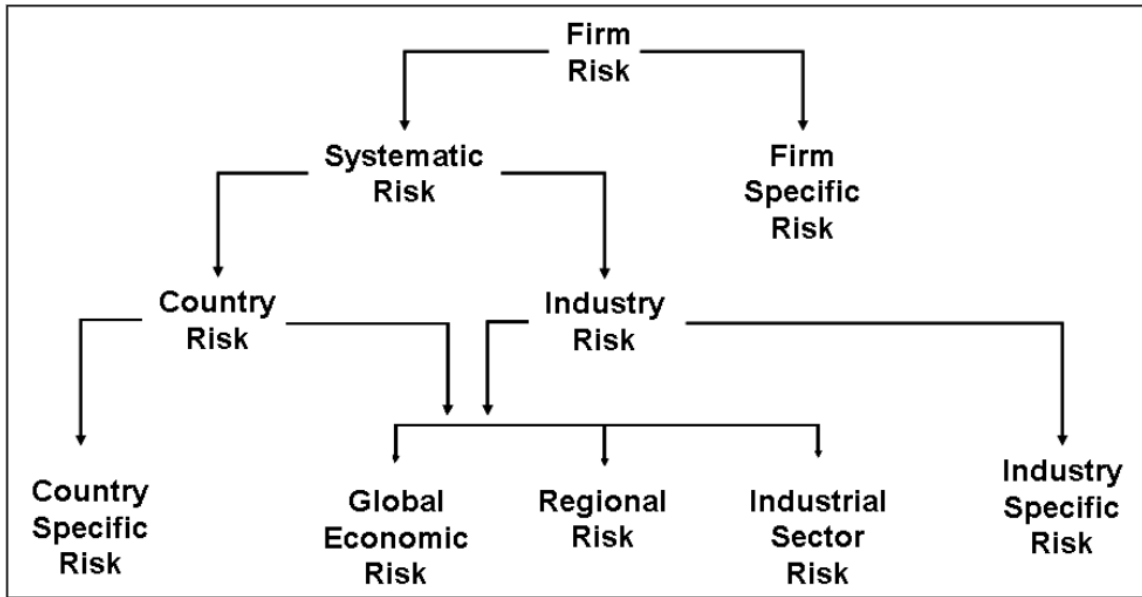 Firm
Risk
Systematic
Risk
Firm
Specific
Risk
Country
Risk
Industry
Risk
Country
Specific
Risk
Global
Economic
Risk
Regional
Risk
Industrial
Sector
Risk
Industry
Specific
Risk